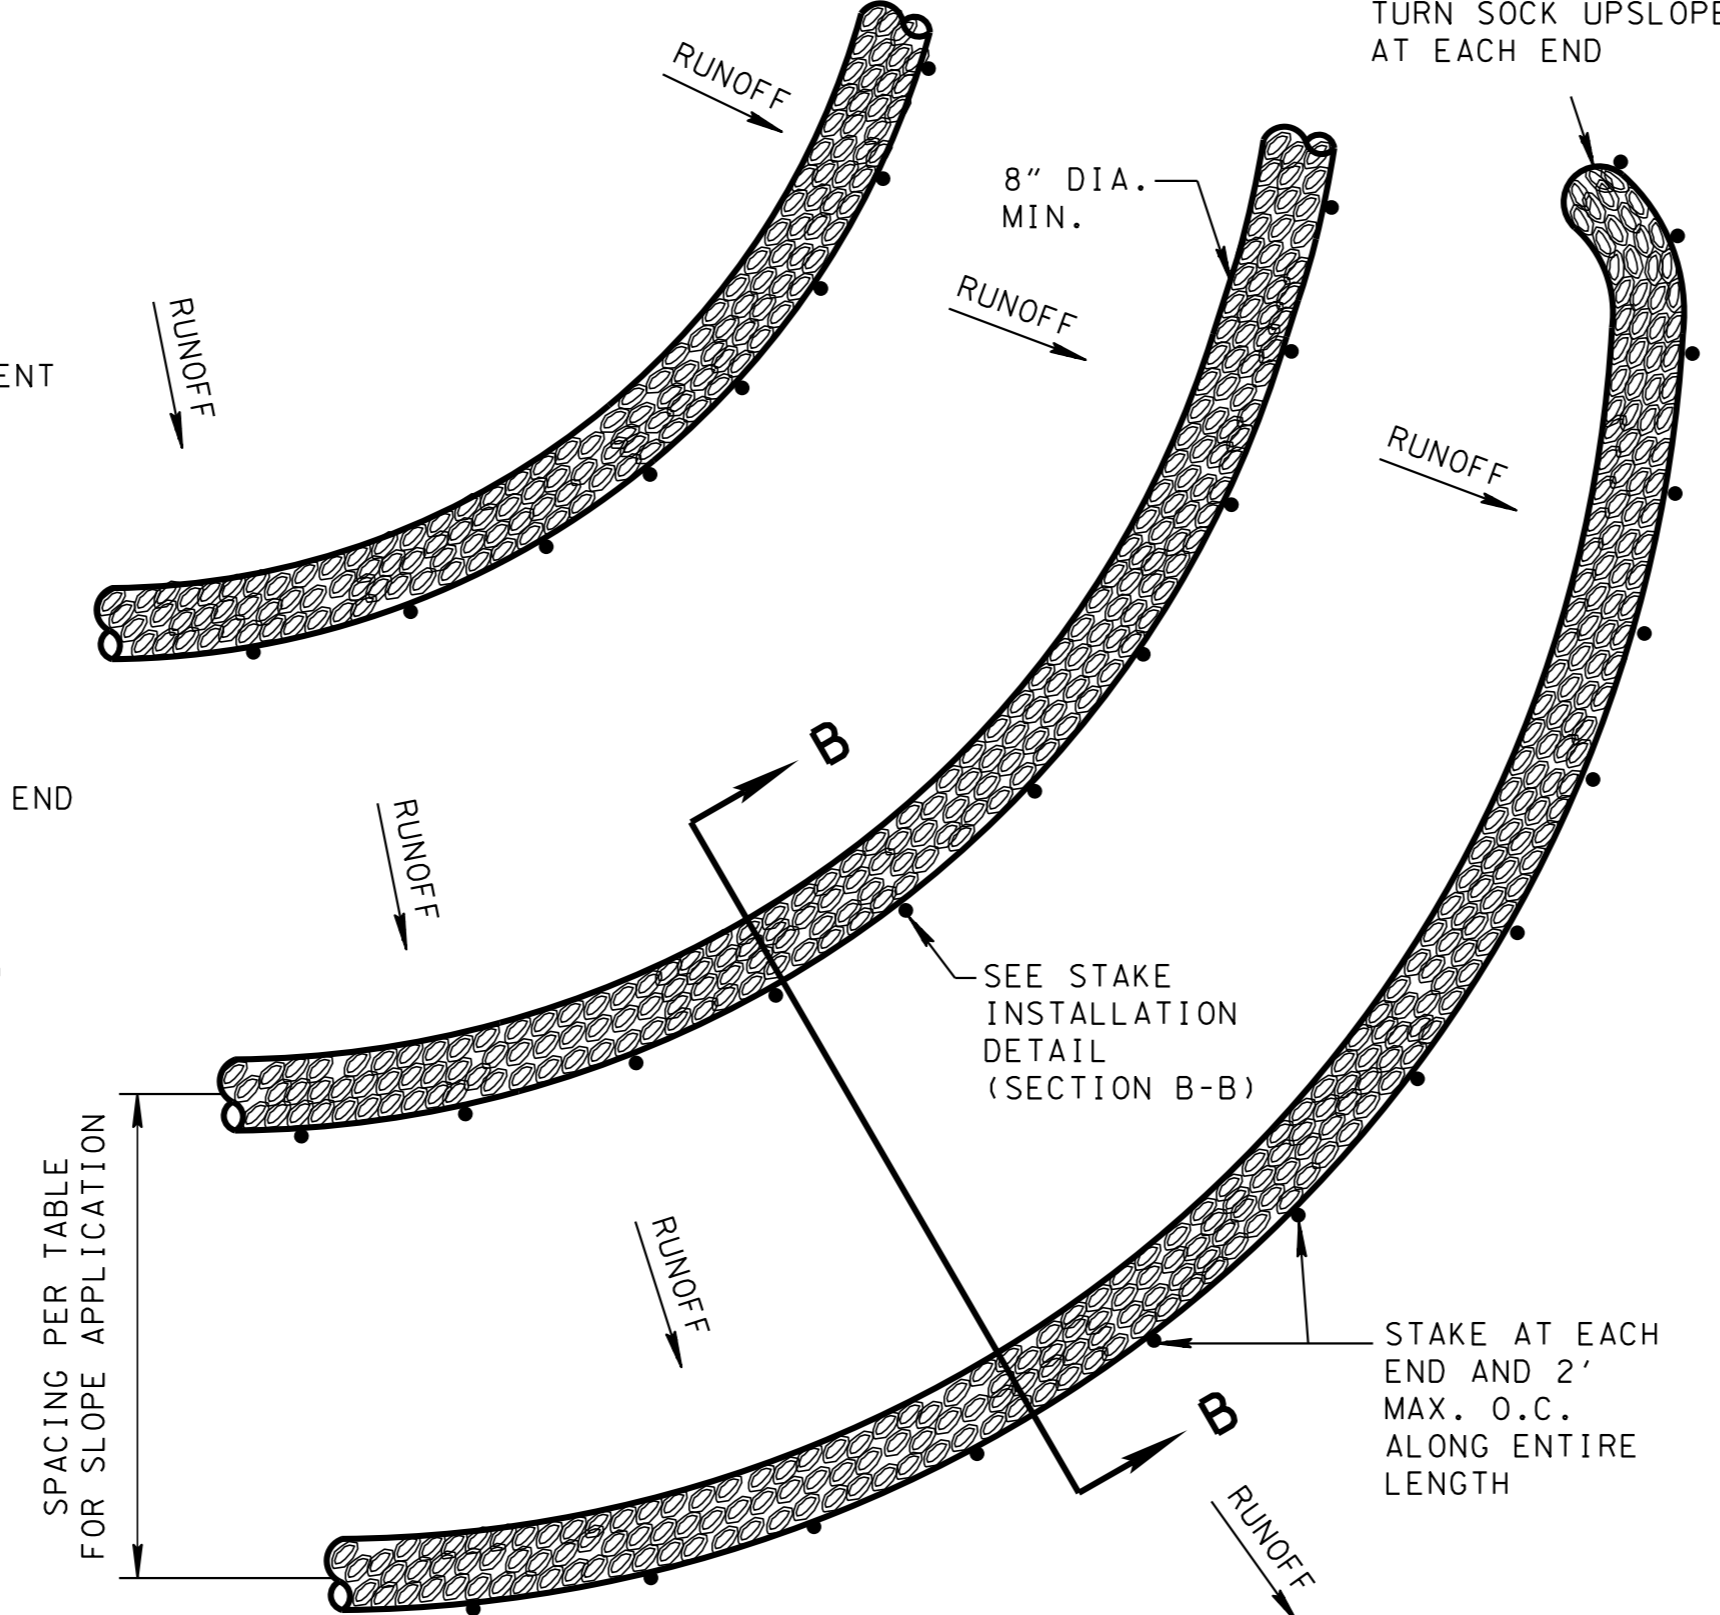 TURN SOCK UPSLOPE
AT EACH END
RUNOFF
8" DIA.
MIN.
RUNOFF
RUNOFF
ENT
RUNOFF
B
END
RUNOFF
SEE STAKE
INSTALLATION
DETAIL
(SECTION B-B)
SPACING PER TABLE
FOR SLOPE APPLICATION
RUNOFF
STAKE AT EACH
END AND 2'
MAX. O.C.
ALONG ENTIRE
LENGTH
B
RUNOFF